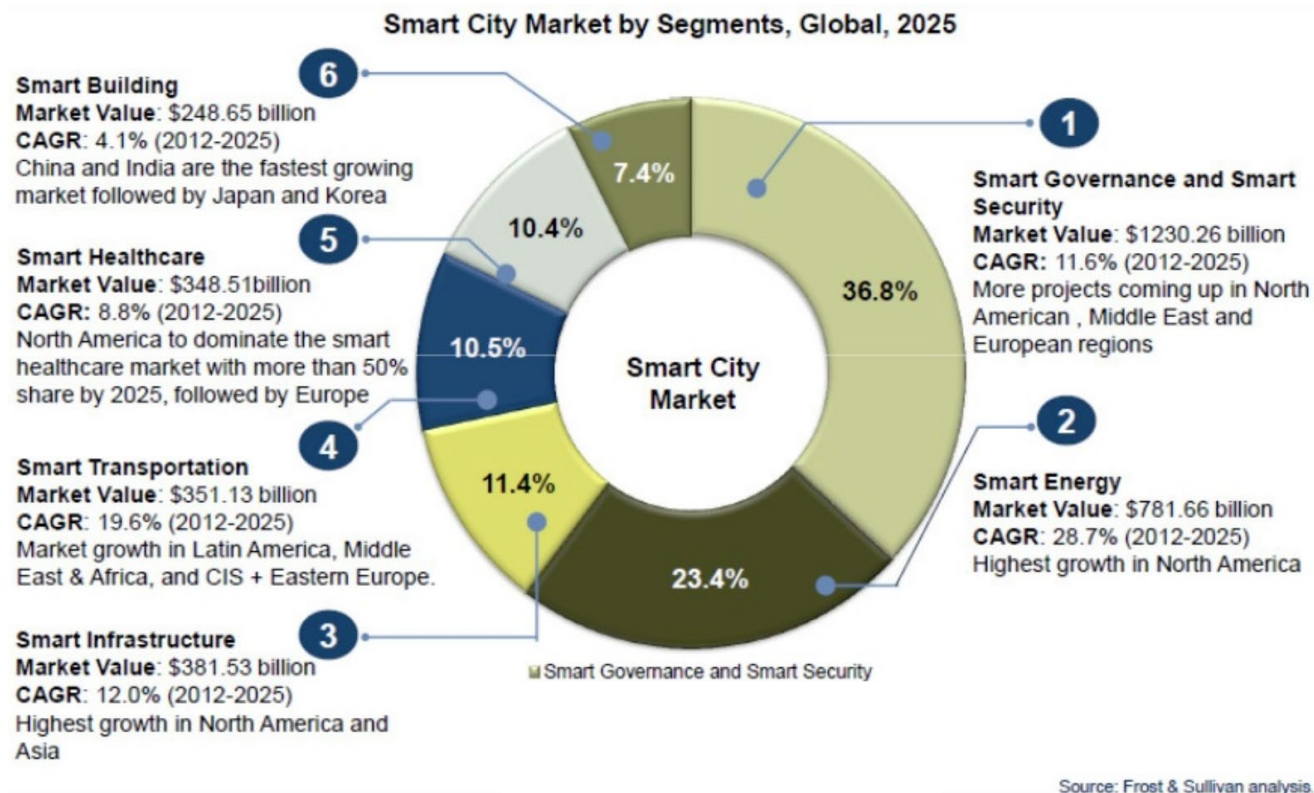 Smart City Market by Segments, Global, 2025
6
Smart Building
Market Value: $248.65 billion
CAGR: 4.1% (2012-2025)
China and India are the fastest growing
market followed by Japan and Korea
5
Smart Healthcare
Market Value: $348.51billion
CAGR: 8.8% (2012-2025)
North America to dominate the smart
healthcare market with more than 50%
share by 2025, followed by Europe
4
Smart Transportation
Market Value: $351.13 billion
CAGR: 19.6% (2012-2025)
Market growth in Latin America, Middle
East & Africa, and CIS + Eastern Europe.
3
Smart Infrastructure
Market Value: $381.53 billion
CAGR: 12.0% (2012-2025)
Highest growth in North America and
Asia
7.4%
10.4%
10.5%
11.4%
23.4%
36.8%
Smart City
Market
Smart Governance and Smart Security
1
Smart Governance and Smart
Security
Market Value: $1230.26 billion
CAGR: 11.6% (2012-2025)
More projects coming up in North
American , Middle East and
European regions
2
Smart Energy
Market Value: $781.66 billion
CAGR: 28.7% (2012-2025)
Highest growth in North America
Source: Frost & Sullivan analysis